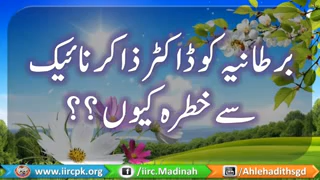 برطانیہ کو ڈاکٹر ذاکر نائیک
سے خطرہ کیوں ؟؟
www.iircpk.org /iirc.Madinah /Ahlehadithsgd